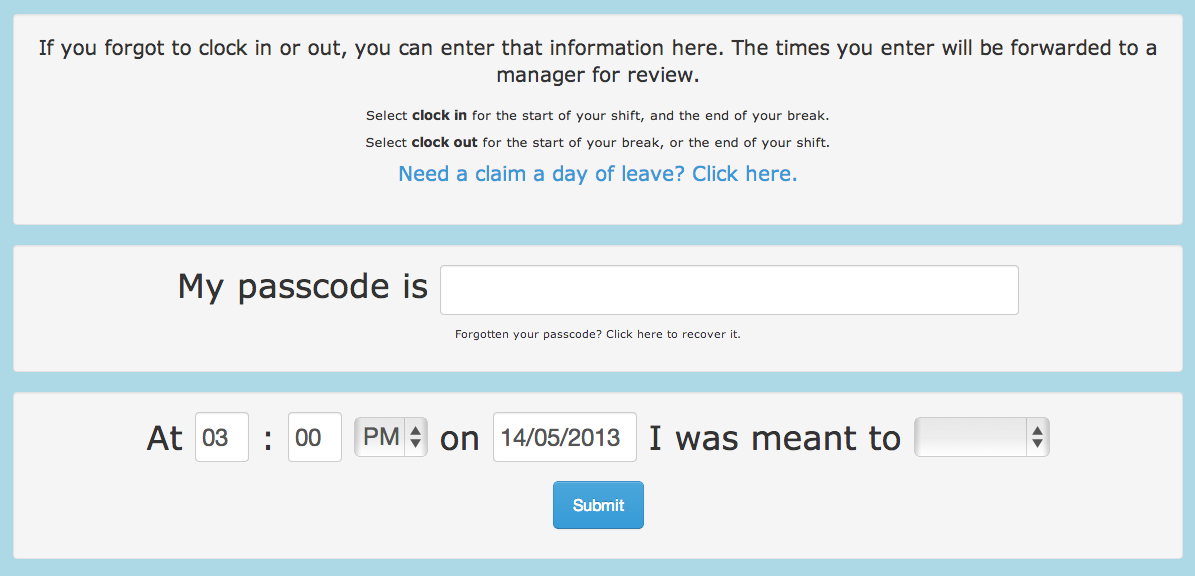 If you forgot to clock in or out, you can enter that information here. The times you enter will be forwarded to a
manager for review.
Select clock in for the start of your shift, and the end of your break.
Select clock out for the start of your break, or the end of your shift.
Need a claim a day of leave? Click here.
My passcode is
Forgotten your passcode? Click here to recover it.
At 03 : 00 PM on 14/05/2013 I was meant to
Submit